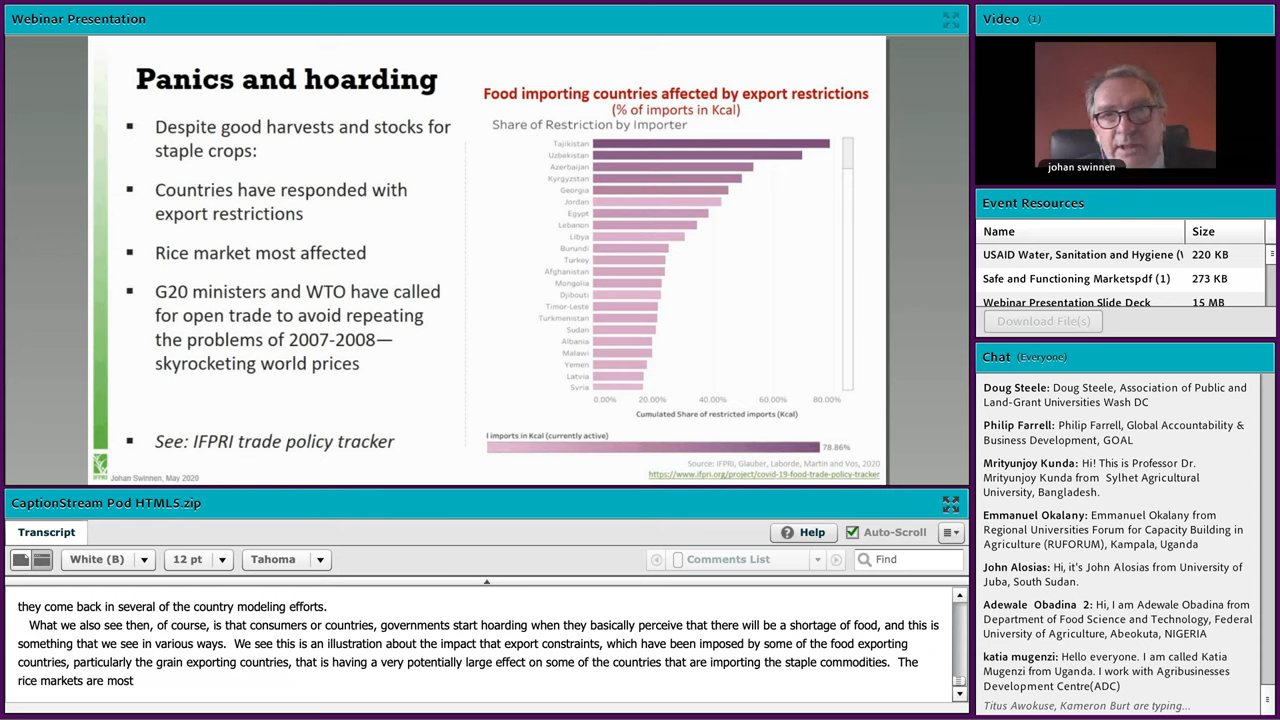 Webinar Presentation
Panics and hoarding
▪ Despite good harvests and stocks for
staple crops:
▪ Countries have responded with
export restrictions
▪ Rice market most affected
▪ G20 ministers and WTO have called
for open trade to avoid repeating
the problems of 2007-2008—
skyrocketing world prices
▪ See: IFPRI trade policy tracker
IFPRI
Johan Swinnen, May 2020
Food importing countries affected by export restrictions
(% of imports in Kcal)
Share of Restriction by Importer
Tajikistan
Uzbekistan
Azerbaijan
Kyrgyzstan
Georgia
Jordan
Egypt
Lebanon
Libya
Burundi
Turkey
Afghanistan
Mongolia
Djibouti
Timor-Leste
Turkmenistan
Sudan
Albania
Malawi
Yemen
Latvia
Syria
0.00% 20.00% 40.00% 60.00% 80.00%
Cumulated Share of restricted imports (Kcal)
l imports in Kcal (currently active)
78.86%
Source: IFPRI, Glauber, Laborde, Martin and Vos, 2020
https://www.ifpri.org/project/covid-19-food-trade-policy-tracker
CaptionStream Pod HTML5.zip
Transcript
Help Auto-Scroll
White (B) 12 pt Tahoma Comments List Find
they come back in several of the country modeling efforts.
What we also see then, of course, is that consumers or countries, governments start hoarding when they basically perceive that there will be a shortage of food, and this is
something that we see in various ways. We see this is an illustration about the impact that export constraints, which have been imposed by some of the food exporting
countries, particularly the grain exporting countries, that is having a very potentially large effect on some of the countries that are importing the staple commodities. The
rice markets are most
Video (1)
johan swinnen
Event Resources
Name Size
USAID Water, Sanitation and Hygiene (\ 220 KB
Safe and Functioning Marketspdf (1) 273 KB
Webinar Presentation Slide Deck 15 MB
Download File(s)
Chat (Everyone)
Doug Steele: Doug Steele, Association of Public and
Land-Grant Universities Wash DC
Philip Farrell: Philip Farrell, Global Accountability &
Business Development, GOAL
Mrityunjoy Kunda: Hi! This is Professor Dr.
Mrityunjoy Kunda from Sylhet Agricultural
University, Bangladesh.
Emmanuel Okalany: Emmanuel Okalany from
Regional Universities Forum for Capacity Building in
Agriculture (RUFORUM), Kampala, Uganda
John Alosias: Hi, it's John Alosias from University of
Juba, South Sudan.
Adewale Obadina 2: Hi, I am Adewale Obadina from
Department of Food Science and Technology, Federal
University of Agriculture, Abeokuta, NIGERIA
katia mugenzi: Hello everyone. I am called Katia
Mugenzi from Uganda. I work with Agribusinesses
Development Centre(ADC)
Titus Awokuse, Kameron Burt are typing...